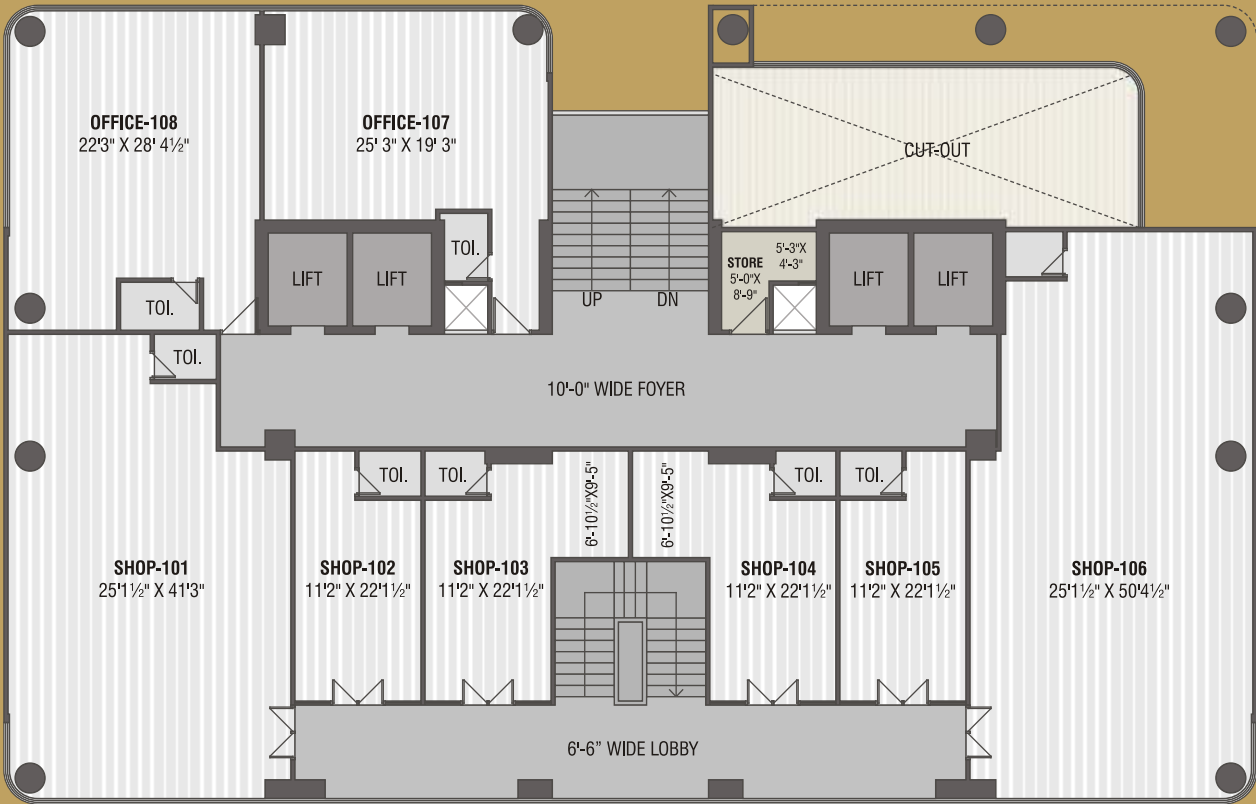 OFFICE-108
22'3" X 28' 4½"
OFFICE-107
25' 3" X 19' 3"
CUT-OUT
TOI.
LIFT
LIFT
TOI.
UP
DN
STORE
5'-0"X
8'-9"
5'-3"X
4'-3"
LIFT
LIFT
TOI.
10'-0" WIDE FOYER
TOI.
TOI.
6'-10½"X9'-5"
6'-10½"X9'-5"
TOI.
TOI.
SHOP-101
25'1½" X 41'3"
SHOP-102
11'2" X 22'1½"
SHOP-103
11'2" X 22'1½"
SHOP-104
11'2" X 22'1½"
SHOP-105
11'2" X 22'1½"
SHOP-106
25'1½" X 50'4½"
6'-6” WIDE LOBBY